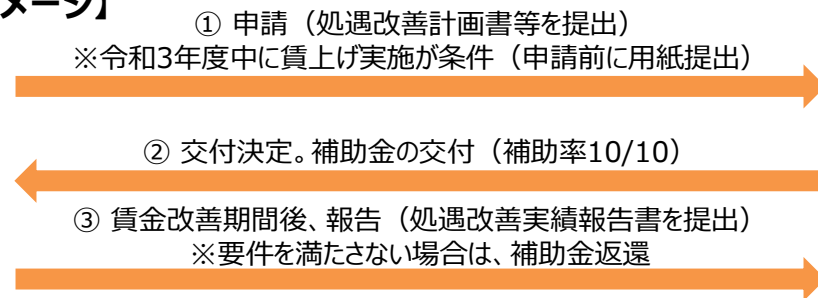 メージ】
① 申請（処遇改善計画書等を提出）
※令和3年度中に賃上げ実施が条件（申請前に用紙提出）
② 交付決定。補助金の交付（補助率10/10）
③ 賃金改善期間後、報告（処遇改善実績報告書を提出）
※要件を満たさない場合は、補助金返還